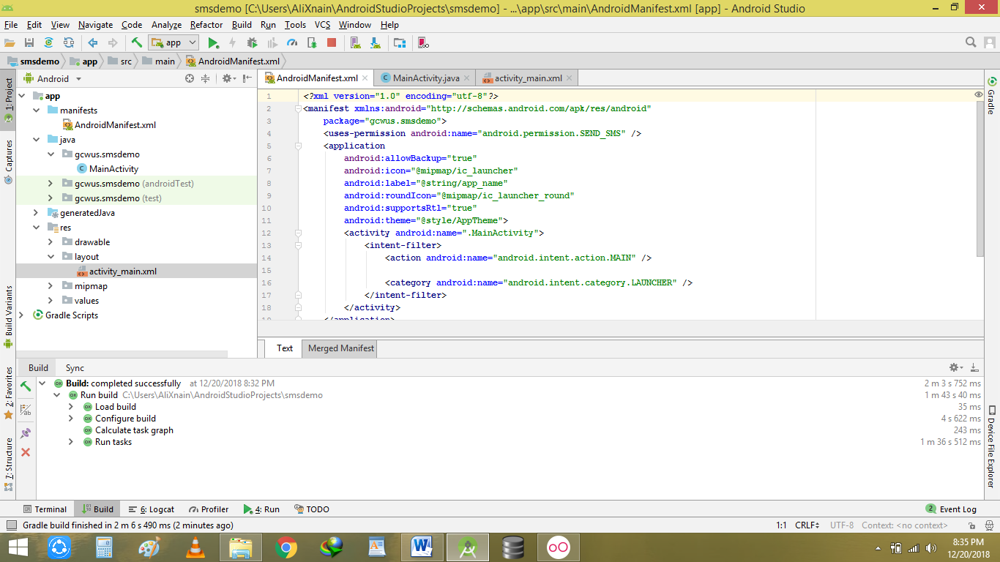 smsdemo [C:\Users\AliXnain\AndroidStudioProjects\smsdemo] - ...\app\src\main\AndroidManifest.xml [app] - Android Studio
File Edit View Navigate Code Analyze Refactor Build Run Tools VCS Window Help
app
smsdemo app src main AndroidManifest.xml
Android
AndroidManifest.xml MainActivity.java activity_main.xml
1: Project
Captures
Build Variants
2: Favorites
7: Structure
app
manifests
AndroidManifest.xml
java
gcwus.smsdemo
MainActivity
gcwus.smsdemo (androidTest)
gcwus.smsdemo (test)
generatedJava
res
drawable
layout
activity_main.xml
mipmap
values
Gradle Scripts
1 <?xml version="1.0" encoding="utf-8"?>
2 <manifest xmlns:android="http://schemas.android.com/apk/res/android"
3 package="gcwus.smsdemo">
4 <uses-permission android:name="android.permission.SEND_SMS" />
5 <application
6 android:allowBackup="true"
7 android:icon="@mipmap/ic_launcher"
8 android:label="@string/app_name"
9 android:roundIcon="@mipmap/ic_launcher_round"
10 android:supportsRtl="true"
11 android:theme="@style/AppTheme">
12 <activity android:name=".MainActivity">
13 <intent-filter>
14 <action android:name="android.intent.action.MAIN" />
15
16 <category android:name="android.intent.category.LAUNCHER" />
17 </intent-filter>
18 </activity>
19 </application>
Text Merged Manifest
Gradle
Device File Explorer
Build Sync
Build: completed successfully at 12/20/2018 8:32 PM 2 m 3 s 752 ms
Run build C:\Users\AliXnain\AndroidStudioProjects\smsdemo 1 m 43 s 40 ms
Load build 35 ms
Configure build 4 s 622 ms
Calculate task graph 243 ms
Run tasks 1 m 36 s 512 ms
Terminal Build 6: Logcat Profiler 4: Run TODO 2 Event Log
Gradle build finished in 2 m 6 s 490 ms (2 minutes ago) 1:1 CRLF UTF-8 Context: <no context>
8:35 PM
12/20/2018